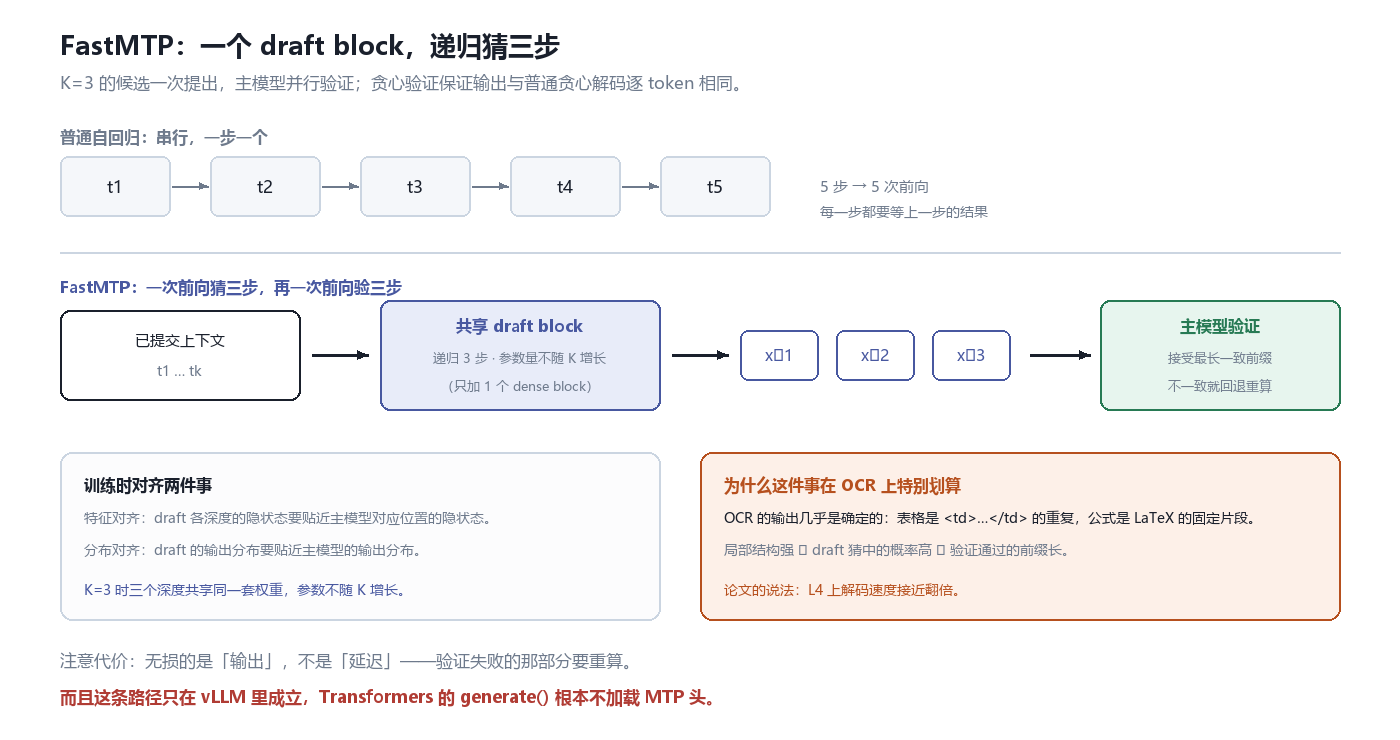 FastMTP：一个 draft block，递归猜三步
K=3 的候选一次提出，主模型并行验证；贪心验证保证输出与普通贪心解码逐 token 相同。
普通自回归：串行，一步一个
t1
t2
t3
t4
t5
5 步 → 5 次前向
每一步都要等上一步的结果
FastMTP：一次前向猜三步，再一次前向验三步
已提交上下文
t1 … tk
共享 draft block
递归 3 步 · 参数量不随 K 增长
（只加 1 个 dense block）
x▯1
x▯2
x▯3
主模型验证
接受最长一致前缀
不一致就回退重算
训练时对齐两件事
特征对齐：draft 各深度的隐状态要贴近主模型对应位置的隐状态。
分布对齐：draft 的输出分布要贴近主模型的输出分布。
K=3 时三个深度共享同一套权重，参数不随 K 增长。
为什么这件事在 OCR 上特别划算
OCR 的输出几乎是确定的：表格是 <td>…</td> 的重复，公式是 LaTeX 的固定片段。
局部结构强 ▯ draft 猜中的概率高 ▯ 验证通过的前缀长。
论文的说法：L4 上解码速度接近翻倍。
注意代价：无损的是「输出」，不是「延迟」——验证失败的那部分要重算。
而且这条路径只在 vLLM 里成立，Transformers 的 generate() 根本不加载 MTP 头。